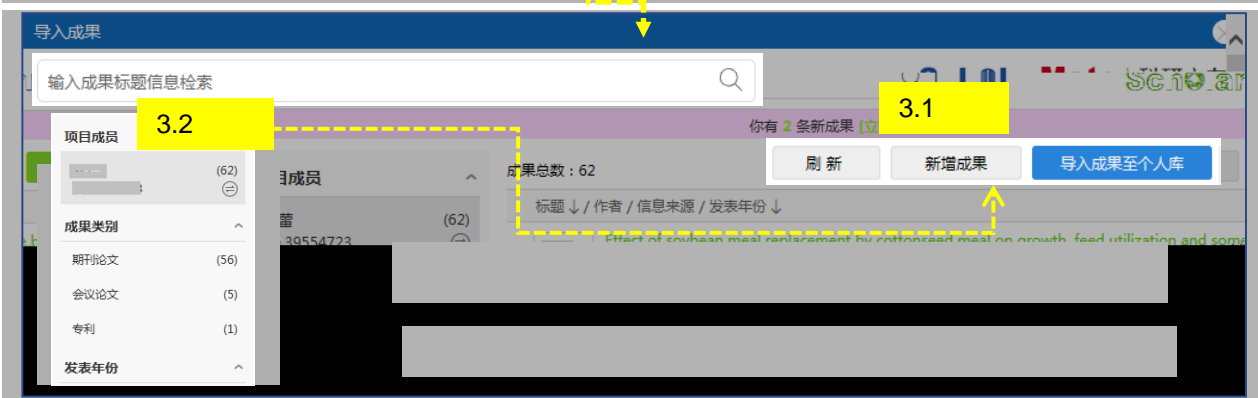 导入成果
输入成果标题信息检索
3.2
3.1
你有 2 条新成果 [立
项目成员
(62)
成果类别
期刊论文 (56)
会议论文 (5)
专利 (1)
发表年份
目成员
蕾 (62)
39554723
刷 新 新增成果 导入成果至个人库
成果总数：62
标题↓ / 作者 / 信息来源 / 发表年份↓
Effect of soybean meal replacement by cottonseed meal on growth, feed utilization and some